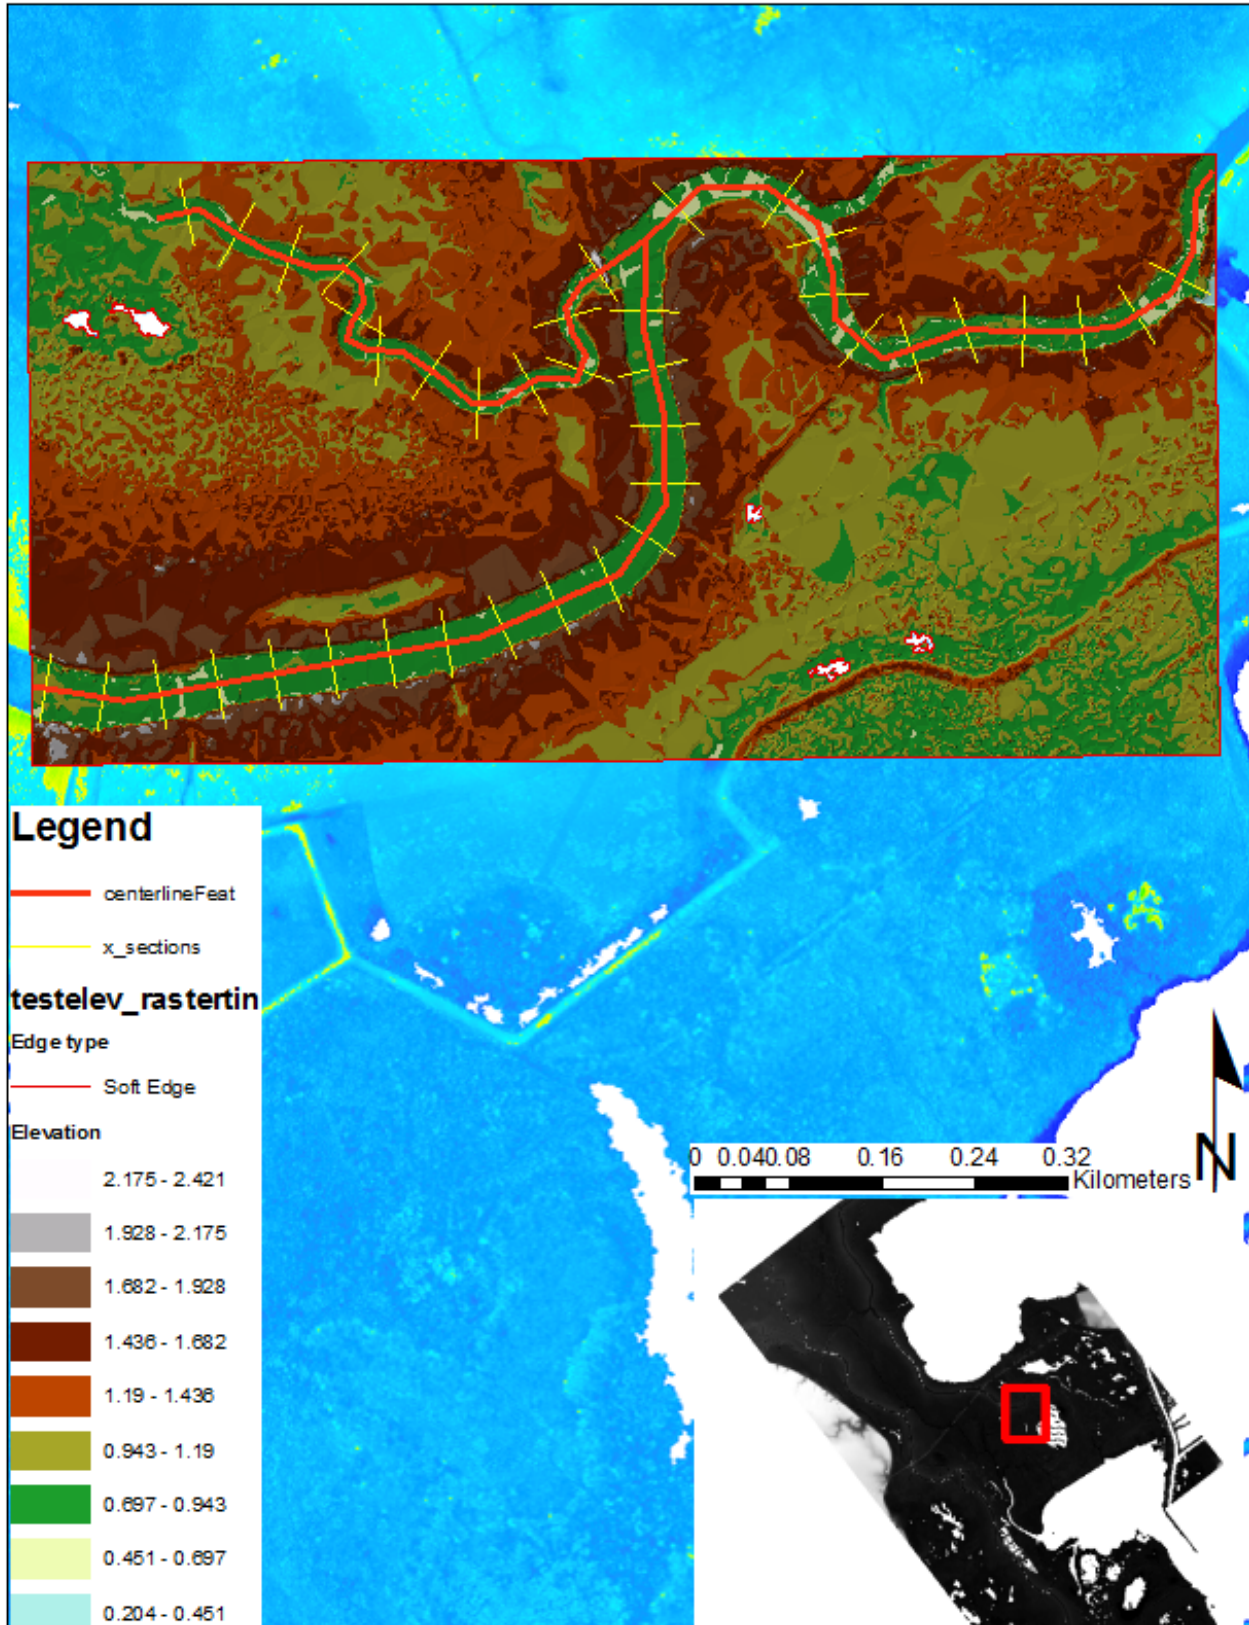 Legend
centerlineFeat
x_sections
testelev_rastertin
Edge type
Soft Edge
Elevation
2.175 - 2.421
1.928 - 2.175
1.682 - 1.928
1.436 - 1.682
1.19 - 1.436
0.943 - 1.19
0.697 - 0.943
0.451 - 0.697
0.204 - 0.451
0 0.04 0.08 0.16 0.24 0.32
Kilometers
N